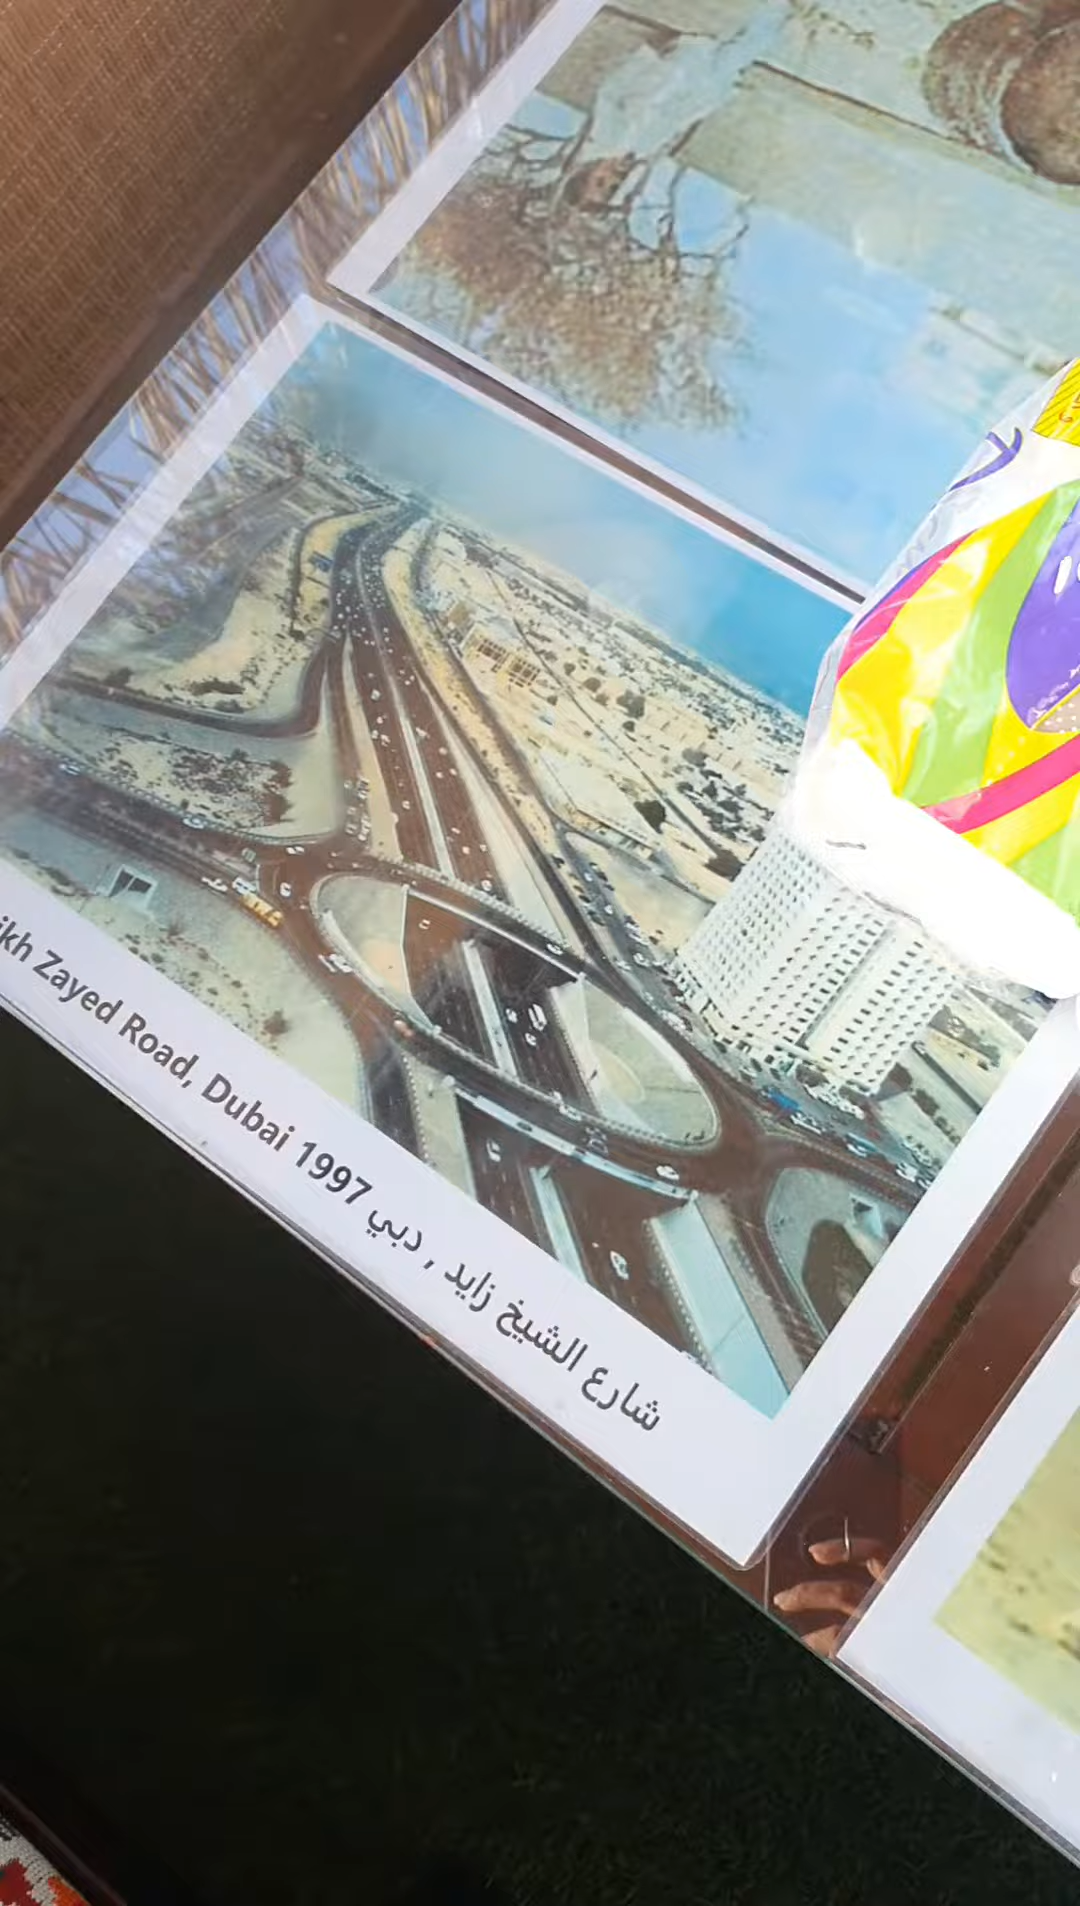 ikh Zayed Road, Dubai 1997 شارع الشيخ زايد , دبي